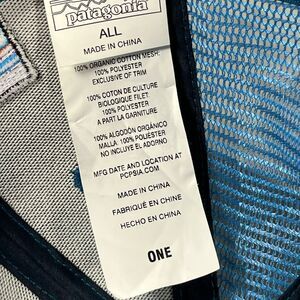 patagonia
ALL
MADE IN CHINA
100% ORGANIC COTTON MESH:
100% POLYESTER
EXCLUSIVE OF TRIM
100% COTON DE CULTURE
BIOLOGIQUE FILET:
100% POLYESTER
A PART LA GARNITURE
100% ALGODÓN ORGÁNICO
MALLA: 100% POLIÉSTER
NO INCLUYE EL ADORNO
MFG DATE AND LOCATION AT
PCPSIA.COM
MADE IN CHINA
FABRIQUÉ EN CHINE
HECHO EN CHINA
ONE